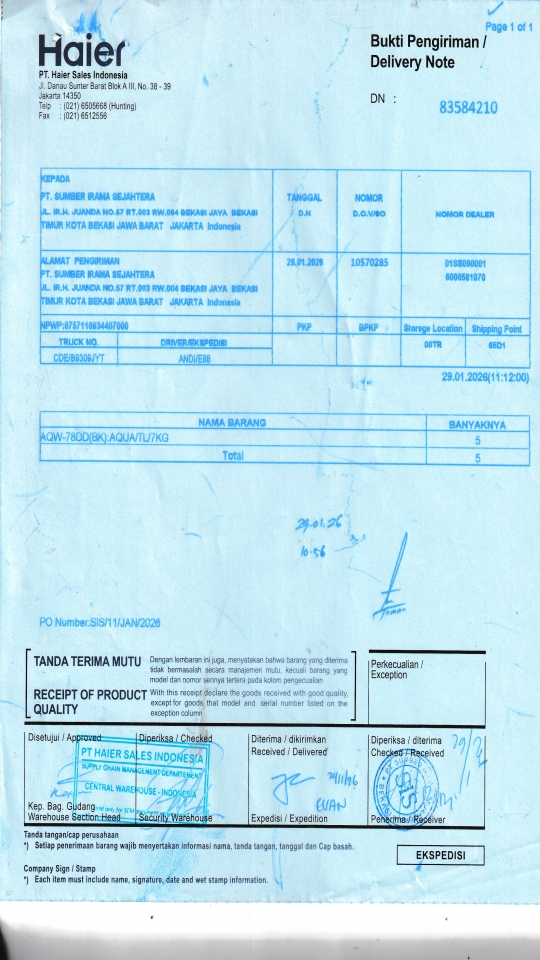 Page 1 of 1
Haier
Bukti Pengiriman /
Delivery Note
PT. Haier Sales Indonesia
Jl. Danau Sunter Barat Blok A III, No. 38 - 39
Jakarta 14350
Telp : (021) 6505668 (Hunting)
Fax : (021) 6512556
DN : 83584210
KEPADA
PT. SUMBER IRAMA SEJAHTERA
JL. IR.H. JUANDA NO.57 RT.003 RW.004 BEKASI JAYA BEKASI
TIMUR KOTA BEKASI JAWA BARAT JAKARTA Indonesia
TANGGAL
D.N
NOMOR
D.O.V/SO
NOMOR DEALER
ALAMAT PENGIRIMAN
PT. SUMBER IRAMA SEJAHTERA
JL. IR.H. JUANDA NO.57 RT.003 RW.004 BEKASI JAYA BEKASI
TIMUR KOTA BEKASI JAWA BARAT JAKARTA Indonesia
29.01.2026
10570285
01SS090001
6000581070
NPWP:0757116934407000
PKP
BPKP
Storege Location
Shipping Point
TRUCK NO.
DRIVER/EKSPEDISI
00TR
65D1
CDE/B9309JYT
ANDI/E66
29.01.2026(11:12:00)
NAMA BARANG
BANYAKNYA
AQW-78DD(BK):AQUA/TL/7KG
5
Total
5
29.01.26
10.56
PO Number:SIS/11/JAN/2026
TANDA TERIMA MUTU
Dengan lembaran ini juga, menyatakan bahwa barang yang diterima
tidak bermasalah secara manajemen mutu, kecuali barang yang
model dan nomor serinya tertera pada kolom pengecualian
RECEIPT OF PRODUCT
QUALITY
With this receipt declare the goods received with good quality,
except for goods that model and serial number listed on the
exception column
Perkecualian /
Exception
Disetujui / Approved
Diperiksa / Checked
Diterima / dikirimkan
Received / Delivered
Diperiksa / diterima
Checked / Received
PT HAIER SALES INDONESIA
SUPPLY CHAIN MANAGEMENT DEPARTEMENT
CENTRAL WAREHOUSE - INDONESIA
SIS
EVAN
Kep. Bag. Gudang
Warehouse Section Head
Security Warehouse
Expedisi / Expedition
Penerima / Receiver
Tanda tangan/cap perusahaan
*) Setiap penerimaan barang wajib menyertakan informasi nama, tanda tangan, tanggal dan Cap basah.
EKSPEDISI
Company Sign / Stamp
*) Each item must include name, signature, date and wet stamp information.